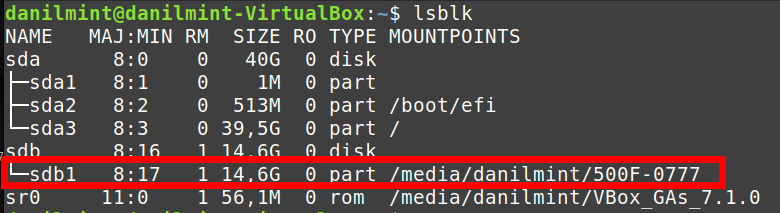 danilmint@danilmint-VirtualBox:~$ lsblk
NAME   MAJ:MIN RM  SIZE RO TYPE MOUNTPOINTS
sda      8:0    0   40G  0 disk
├─sda1   8:1    0    1M  0 part
├─sda2   8:2    0  513M  0 part /boot/efi
└─sda3   8:3    0 39,5G  0 part /
sdb      8:16   1 14,6G  0 disk
└─sdb1   8:17   1 14,6G  0 part /media/danilmint/500F-0777
sr0     11:0    1 56,1M  0 rom  /media/danilmint/VBox_GAs_7.1.0